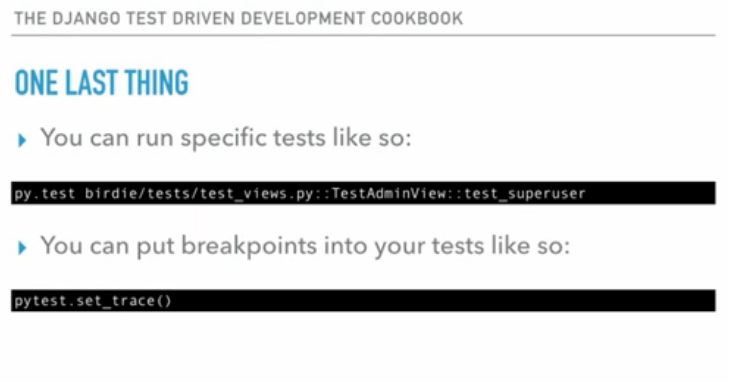 THE DJANGO TEST DRIVEN DEVELOPMENT COOKBOOK
ONE LAST THING
You can run specific tests like so:
py.test birdie/tests/test_views.py::TestAdminView::test_superuser
You can put breakpoints into your tests like so:
pytest.set_trace()